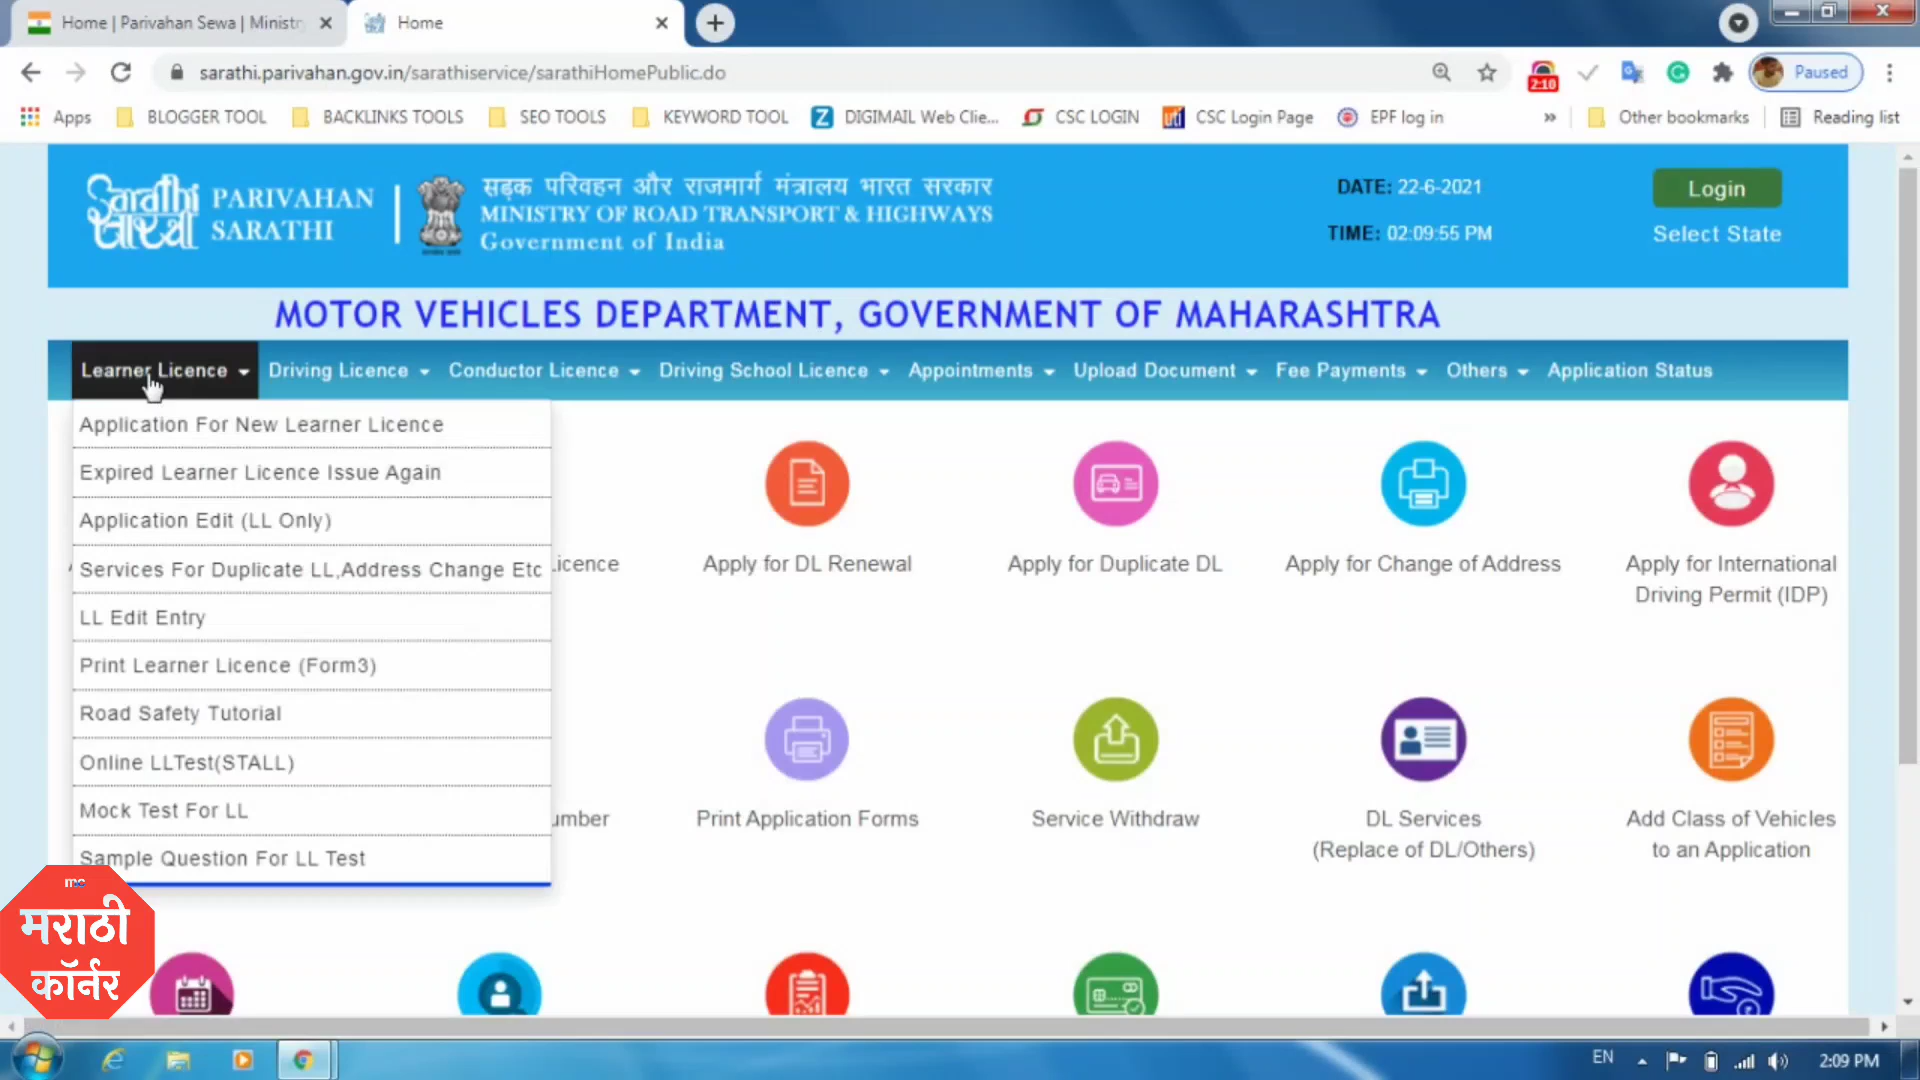 Home | Parivahan Sewa | Ministr
Home
sarathi.parivahan.gov.in/sarathiservice/sarathiHomePublic.do
2:10
Paused
Apps
BLOGGER TOOL
BACKLINKS TOOLS
SEO TOOLS
KEYWORD TOOL
DIGIMAIL Web Clie...
CSC LOGIN
CSC Login Page
EPF log in
»
Other bookmarks
Reading list
Sarathi
सारथी
PARIVAHAN
SARATHI
सड़क परिवहन और राजमार्ग मंत्रालय भारत सरकार
MINISTRY OF ROAD TRANSPORT & HIGHWAYS
Government of India
DATE: 22-6-2021
TIME: 02:09:55 PM
Login
Select State
MOTOR VEHICLES DEPARTMENT, GOVERNMENT OF MAHARASHTRA
Learner Licence
Driving Licence
Conductor Licence
Driving School Licence
Appointments
Upload Document
Fee Payments
Others
Application Status
Application For New Learner Licence
Expired Learner Licence Issue Again
Application Edit (LL Only)
Services For Duplicate LL,Address Change Etc
LL Edit Entry
Print Learner Licence (Form3)
Road Safety Tutorial
Online LLTest(STALL)
Mock Test For LL
Sample Question For LL Test
icence
Apply for DL Renewal
Apply for Duplicate DL
Apply for Change of Address
Apply for International
Driving Permit (IDP)
umber
Print Application Forms
Service Withdraw
DL Services
(Replace of DL/Others)
Add Class of Vehicles
to an Application
मराठी
कॉर्नर
EN
2:09 PM